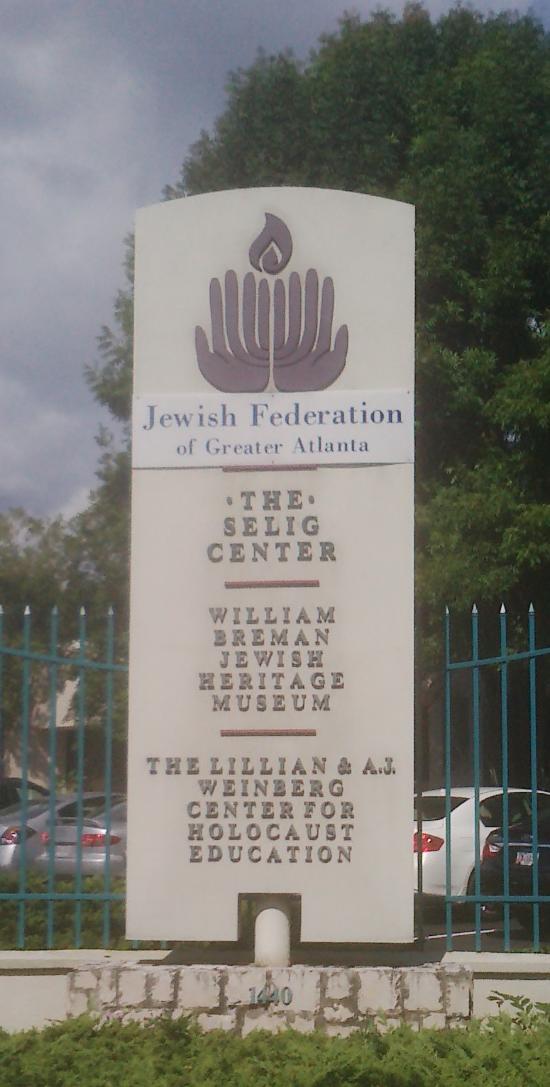 Jewish Federation
of Greater Atlanta
·THE·
SELIG
CENTER
WILLIAM
BREMAN
JEWISH
HERITAGE
MUSEUM
THE LILLIAN & A.J.
WEINBERG
CENTER FOR
HOLOCAUST
EDUCATION
1440